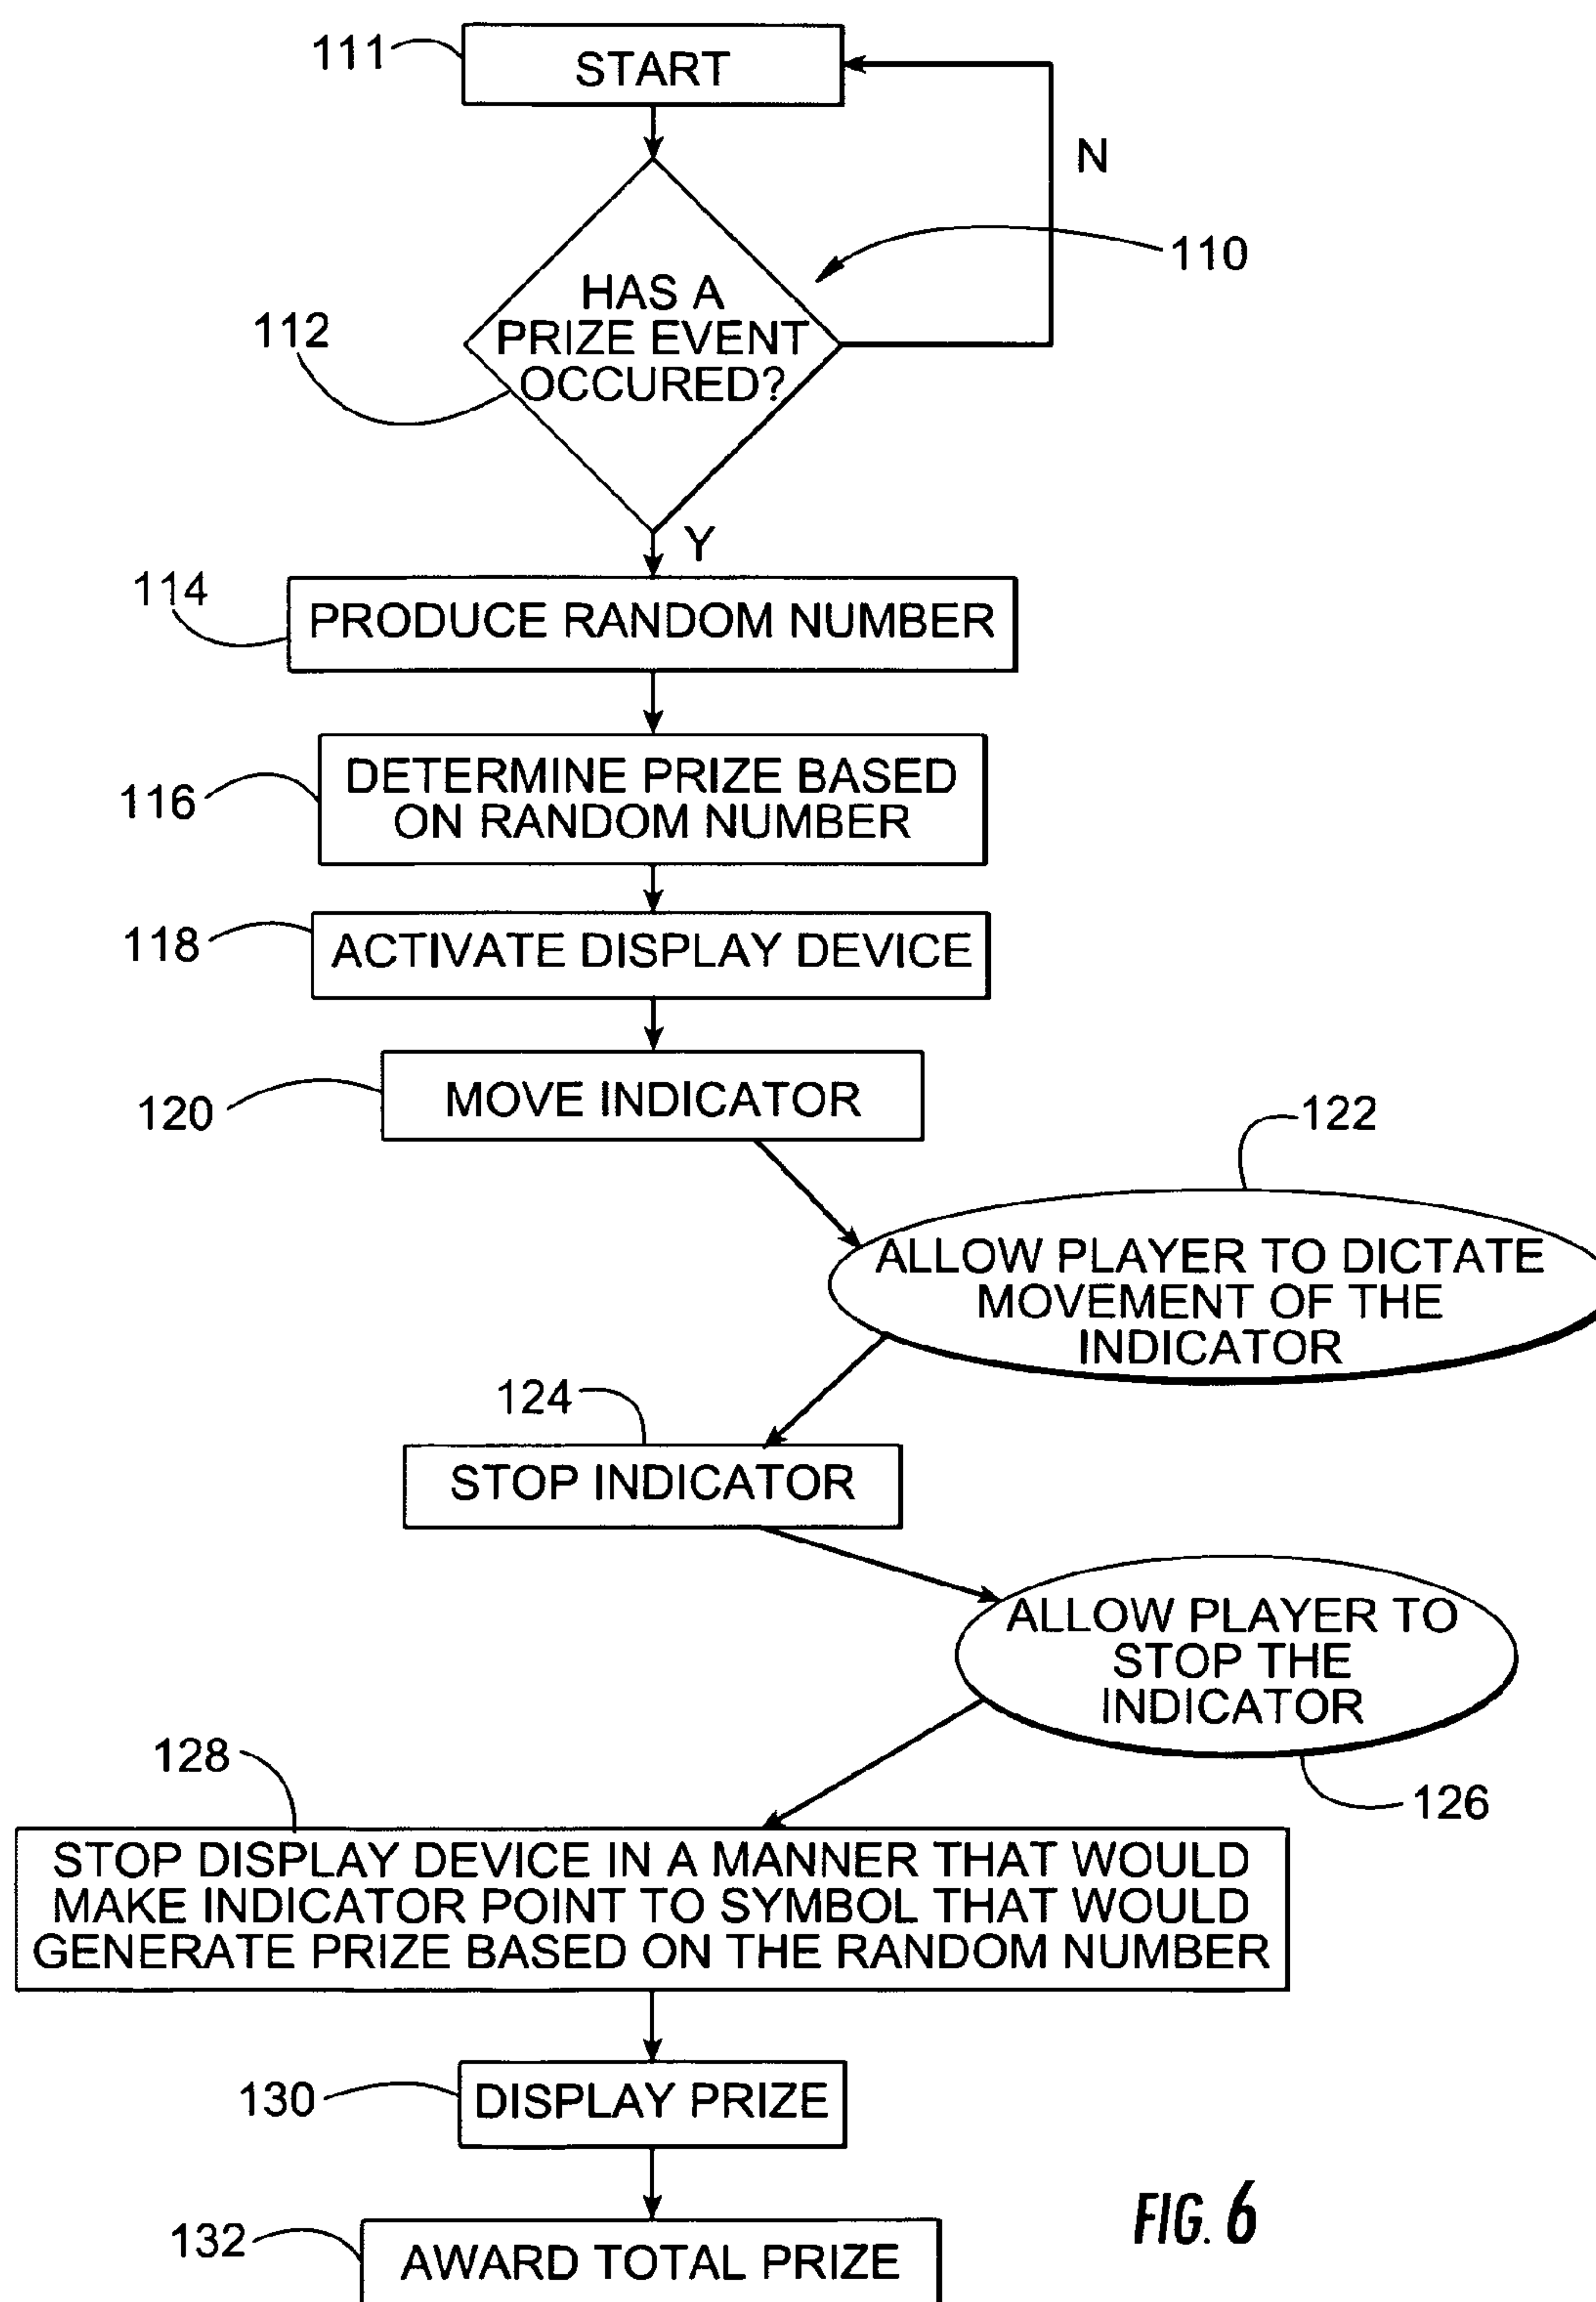 111
START
N
110
HAS A
PRIZE EVENT
OCCURED?
112
Y
114
PRODUCE RANDOM NUMBER
116
DETERMINE PRIZE BASED
ON RANDOM NUMBER
118
ACTIVATE DISPLAY DEVICE
120
MOVE INDICATOR
122
ALLOW PLAYER TO DICTATE
MOVEMENT OF THE
INDICATOR
124
STOP INDICATOR
ALLOW PLAYER TO
STOP THE
INDICATOR
126
128
STOP DISPLAY DEVICE IN A MANNER THAT WOULD
MAKE INDICATOR POINT TO SYMBOL THAT WOULD
GENERATE PRIZE BASED ON THE RANDOM NUMBER
130
DISPLAY PRIZE
132
AWARD TOTAL PRIZE
FIG. 6